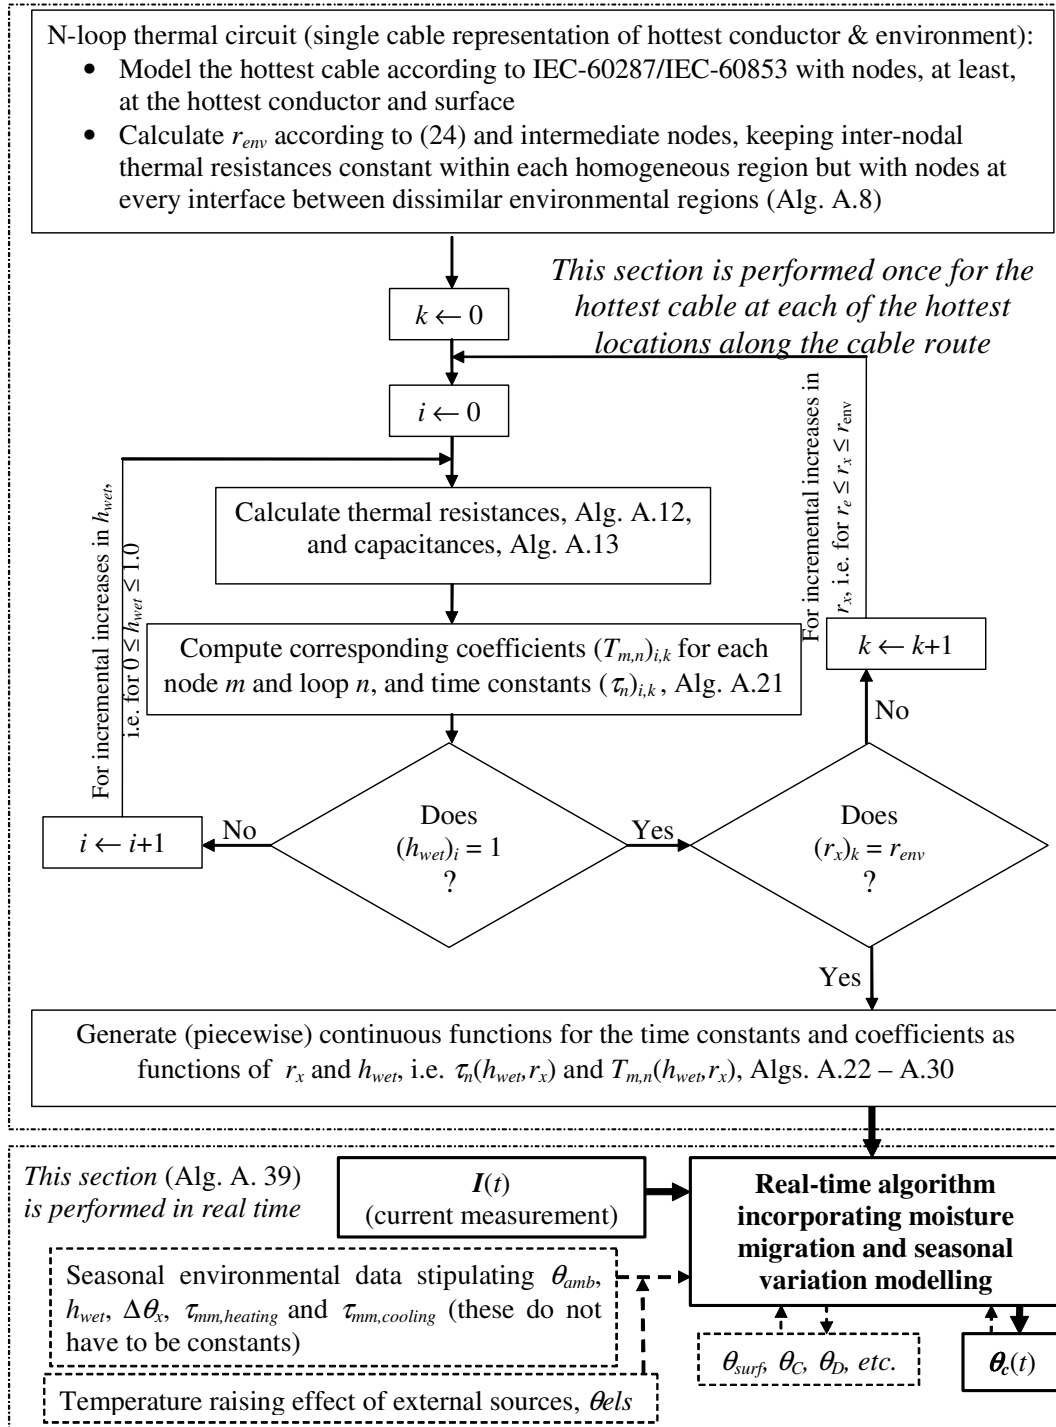 N-loop thermal circuit (single cable representation of hottest conductor & environment):
• Model the hottest cable according to IEC-60287/IEC-60853 with nodes, at least,
at the hottest conductor and surface
• Calculate r_env according to (24) and intermediate nodes, keeping inter-nodal
thermal resistances constant within each homogeneous region but with nodes at
every interface between dissimilar environmental regions (Alg. A.8)
This section is performed once for the
hottest cable at each of the hottest
locations along the cable route
k ← 0
i ← 0
For incremental increases in h_wet,
i.e. for 0 ≤ h_wet ≤ 1.0
For incremental increases in
r_x, i.e. for r_e ≤ r_x ≤ r_env
Calculate thermal resistances, Alg. A.12,
and capacitances, Alg. A.13
Compute corresponding coefficients (T_m,n)_i,k for each
node m and loop n, and time constants (τ_n)_i,k, Alg. A.21
k ← k+1
No
i ← i+1
No
Does
(h_wet)_i = 1
?
Yes
Does
(r_x)_k = r_env
?
Yes
Generate (piecewise) continuous functions for the time constants and coefficients as
functions of r_x and h_wet, i.e. τ_n(h_wet,r_x) and T_m,n(h_wet,r_x), Algs. A.22 – A.30
This section (Alg. A. 39)
is performed in real time
I(t)
(current measurement)
Real-time algorithm
incorporating moisture
migration and seasonal
variation modelling
Seasonal environmental data stipulating θ_amb,
h_wet, Δθ_x, τ_mm,heating and τ_mm,cooling (these do not
have to be constants)
Temperature raising effect of external sources, θels
θ_surf, θ_C, θ_D, etc.
θ_c(t)